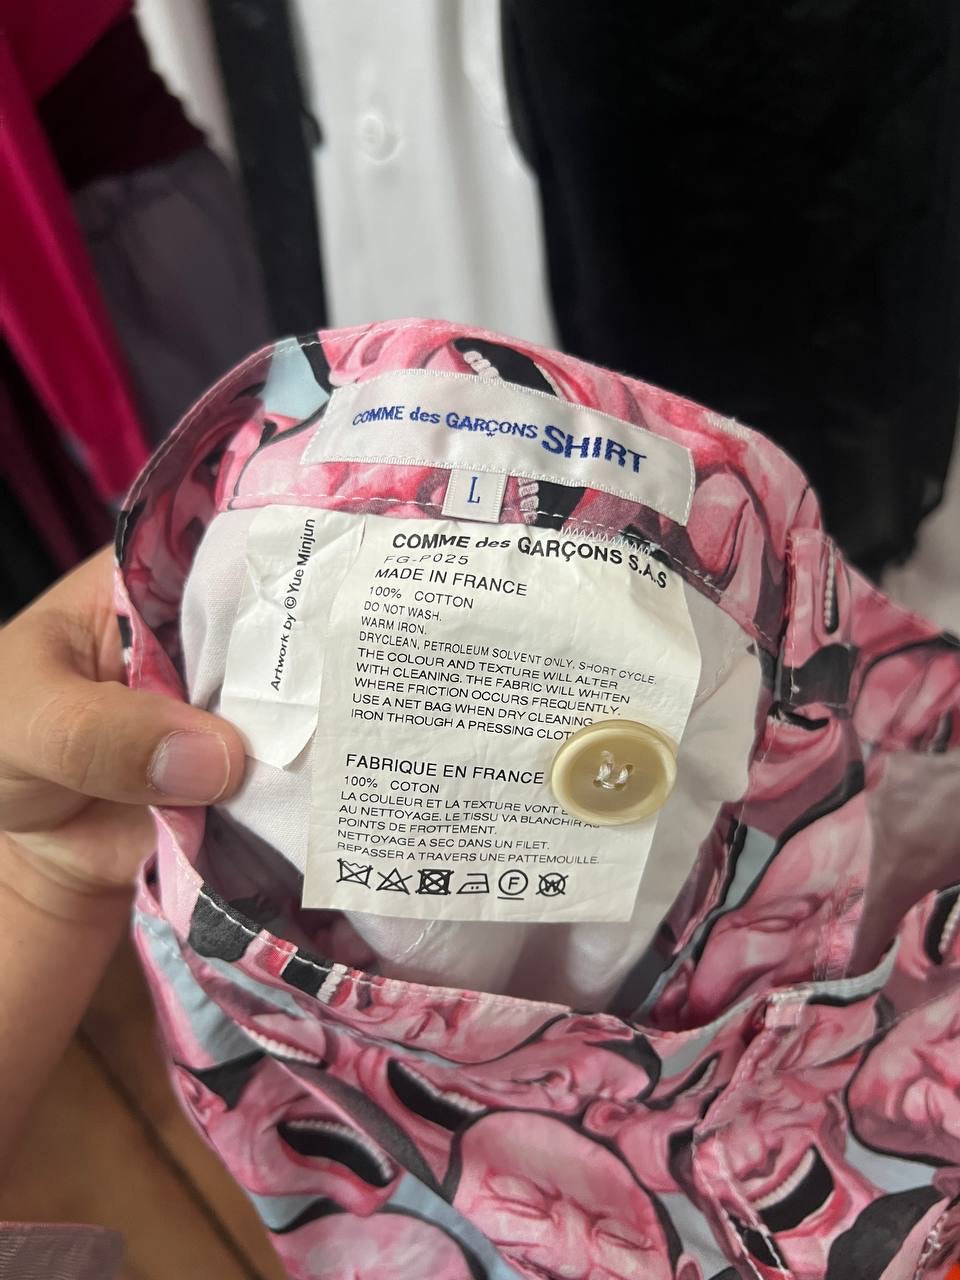 COMME des GARÇONS SHIRT
L
Artwork by © Yue Minjun
COMME des GARÇONS S.A.S
FG-P025
MADE IN FRANCE
100% COTTON
DO NOT WASH.
WARM IRON.
DRYCLEAN, PETROLEUM SOLVENT ONLY. SHORT CYCLE.
THE COLOUR AND TEXTURE WILL ALTER
WITH CLEANING. THE FABRIC WILL WHITEN
WHERE FRICTION OCCURS FREQUENTLY.
USE A NET BAG WHEN DRY CLEANING
IRON THROUGH A PRESSING
FABRIQUE EN FRANCE
100% COTON
LA COULEUR ET LA TEXTURE VONT
AU NETTOYAGE. LE TISSU VA BLANCHIR
POINTS DE FROTTEMENT.
NETTOYAGE A SEC DANS UN FILET.
REPASSER A TRAVERS UNE PATTEMOUILLE.
F
W